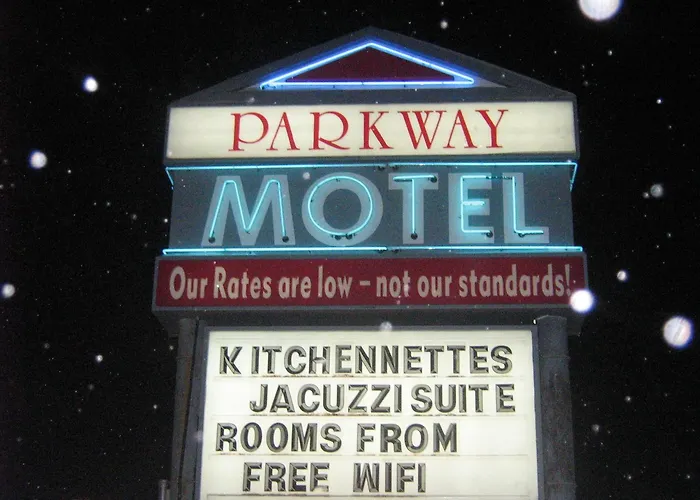 PARKWAY
MOTEL
Our Rates are low - not our standards!
KITCHENNETTES
JACUZZI SUITE
ROOMS FROM
FREE WIFI